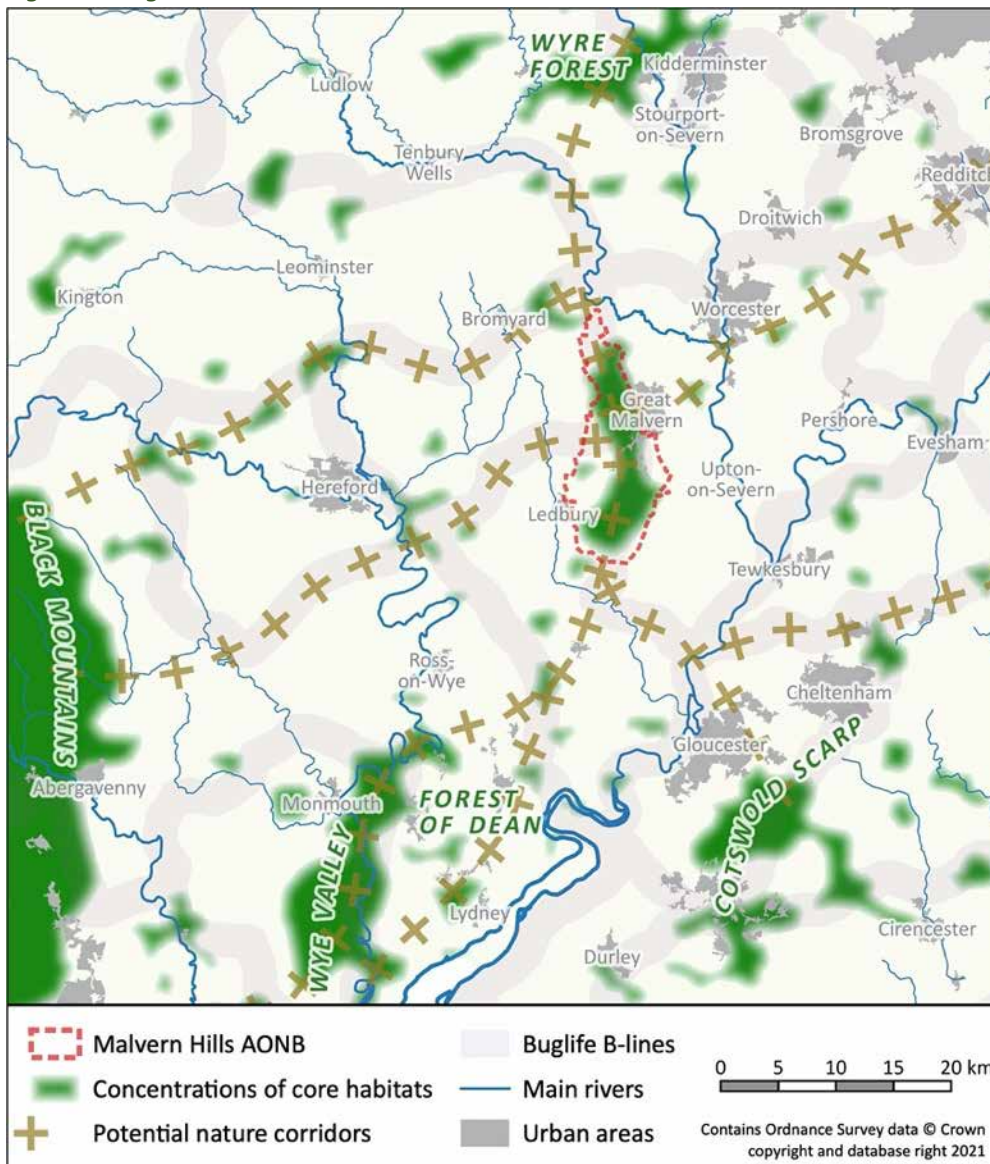 WYRE
FOREST
Kidderminster
Ludlow
Stourport-
on-Severn
Bromsgrove
Tenbury
Wells
Redditch
Droitwich
Leominster
Kington
Bromyard
Worcester
Great
Malvern
Pershore
Evesham
Hereford
Upton-
on-Severn
Ledbury
BLACK MOUNTAINS
Tewkesbury
Ross-
on-Wye
Cheltenham
Gloucester
Abergavenny
Monmouth
FOREST
OF DEAN
COTSWOLD SCARP
WYE VALLEY
Lydney
Cirencester
Durley
Malvern Hills AONB
Buglife B-lines
0 5 10 15 20 km
Concentrations of core habitats
Main rivers
Potential nature corridors
Urban areas
Contains Ordnance Survey data © Crown
copyright and database right 2021